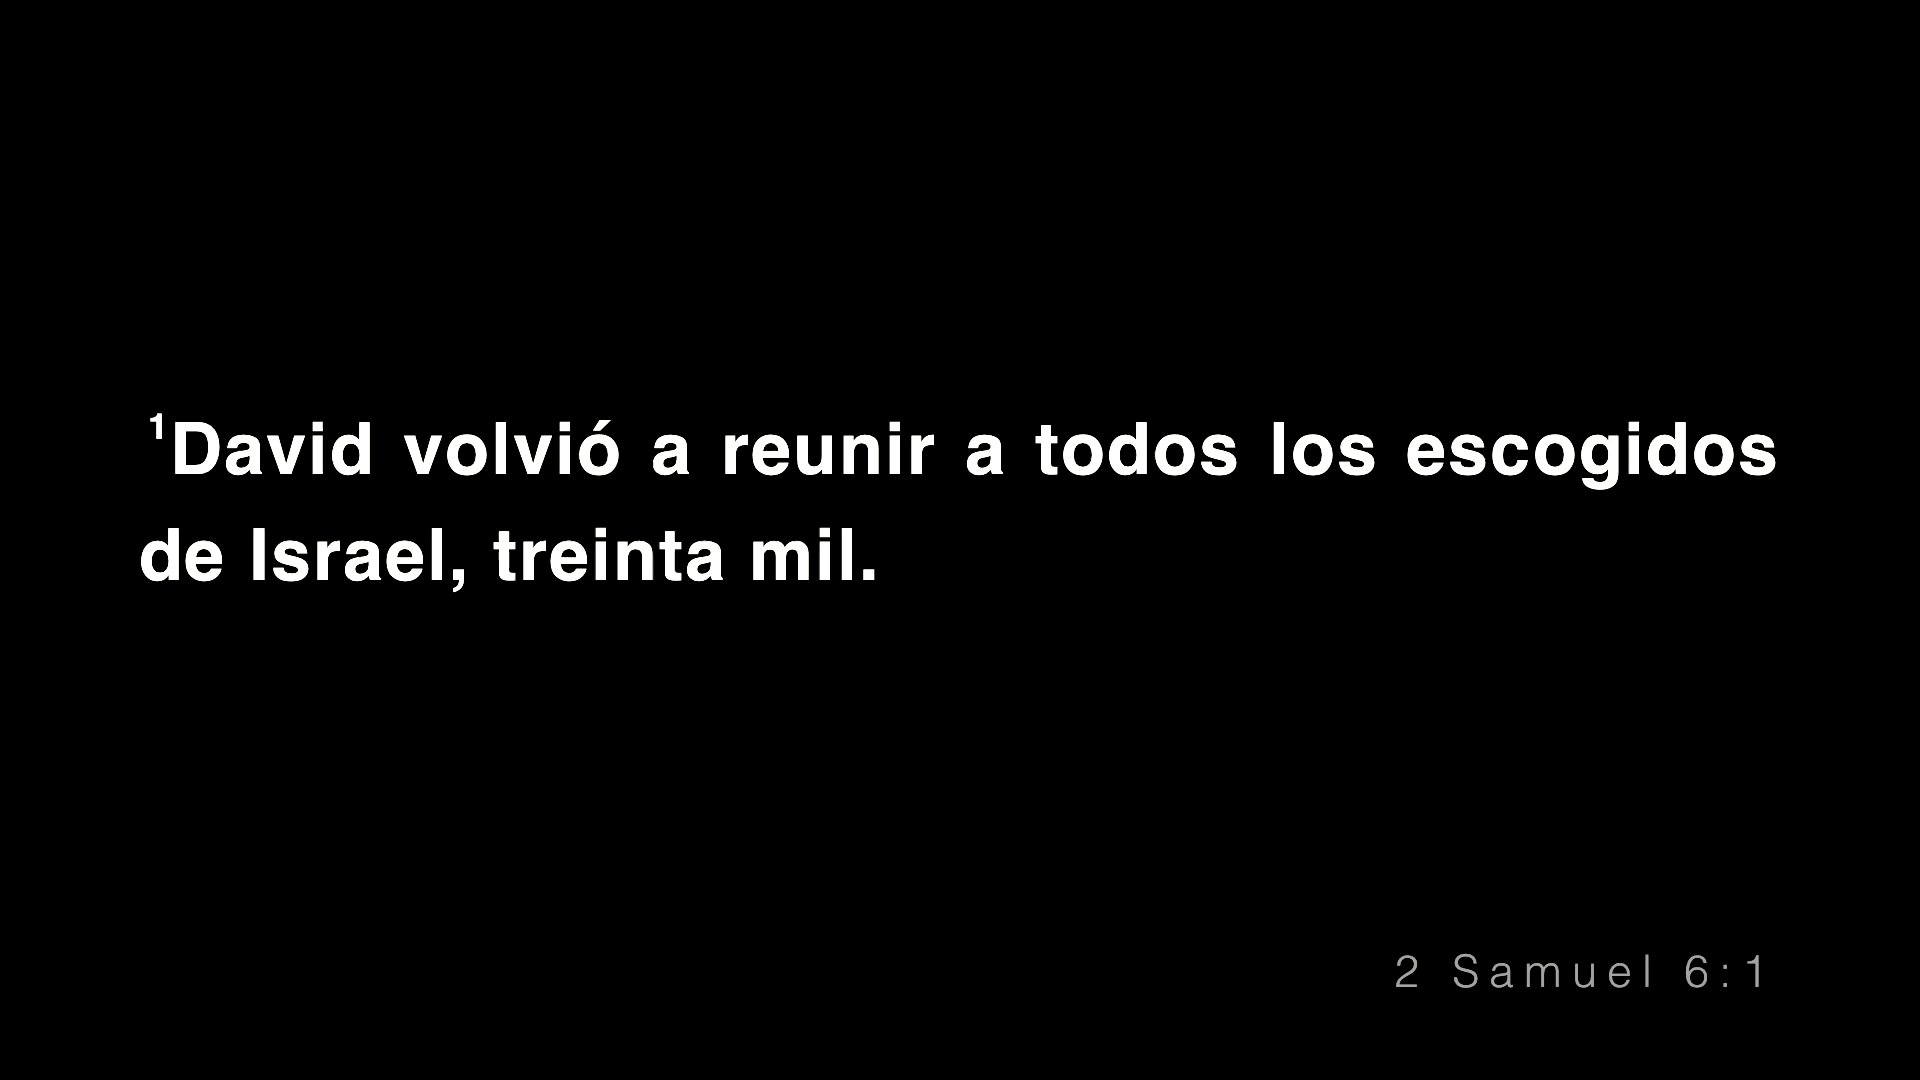 ¹David volvió a reunir a todos los escogidos
de Israel, treinta mil.
2 Samuel 6:1